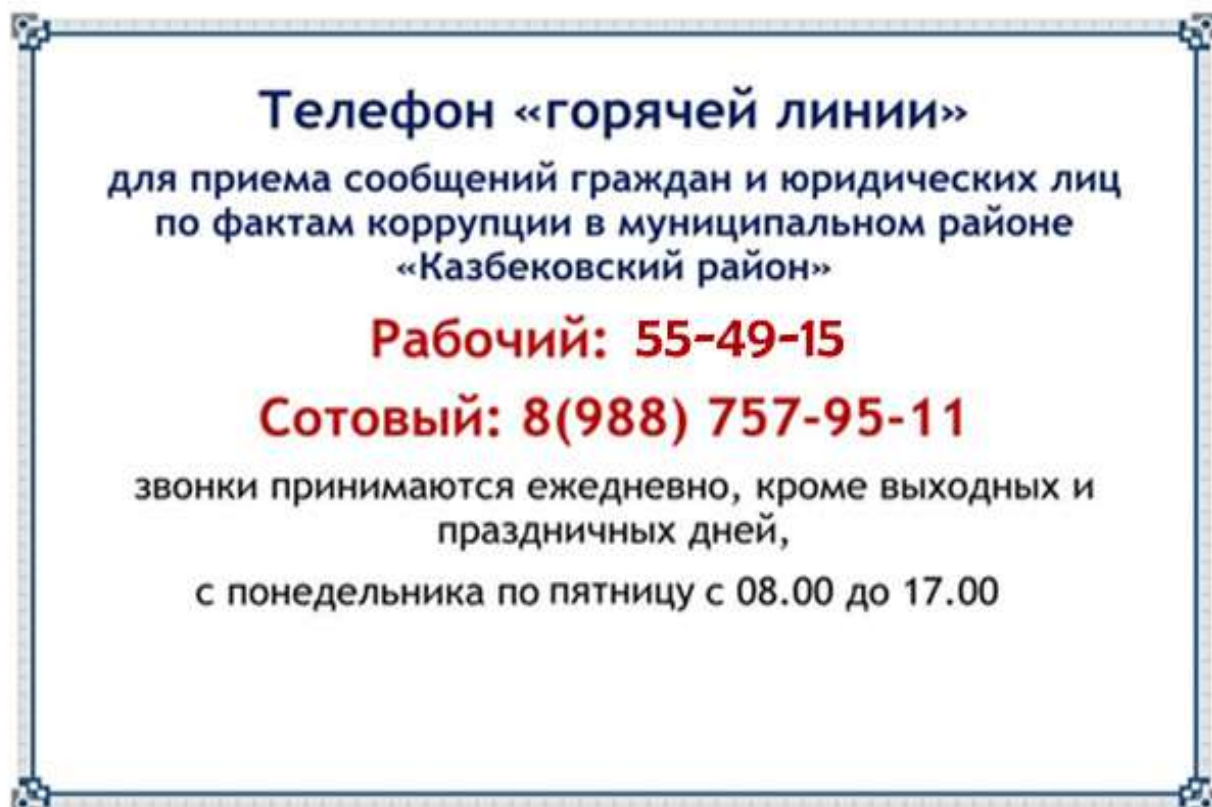 Телефон «горячей линии»
для приема сообщений граждан и юридических лиц
по фактам коррупции в муниципальном районе
«Казбековский район»
Рабочий: 55-49-15
Сотовый: 8(988) 757-95-11
звонки принимаются ежедневно, кроме выходных и
праздничных дней,
с понедельника по пятницу с 08.00 до 17.00